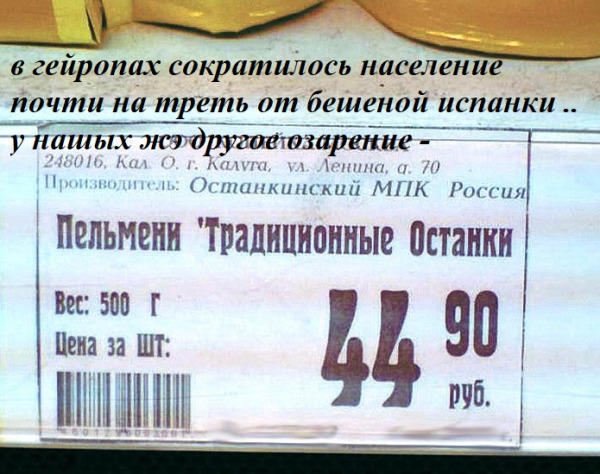 в гейропах сократилось население
почти на треть от бешеной испанки ..
у нашых жэ другое озарение -
248016, Кал. О. г. Калуга, ул. Ленина, д. 70
Производитель: Останкинский МПК Россия
Пельмени 'Традиционные Останки
Вес: 500 Г
Цена за ШТ:
44 90
руб.